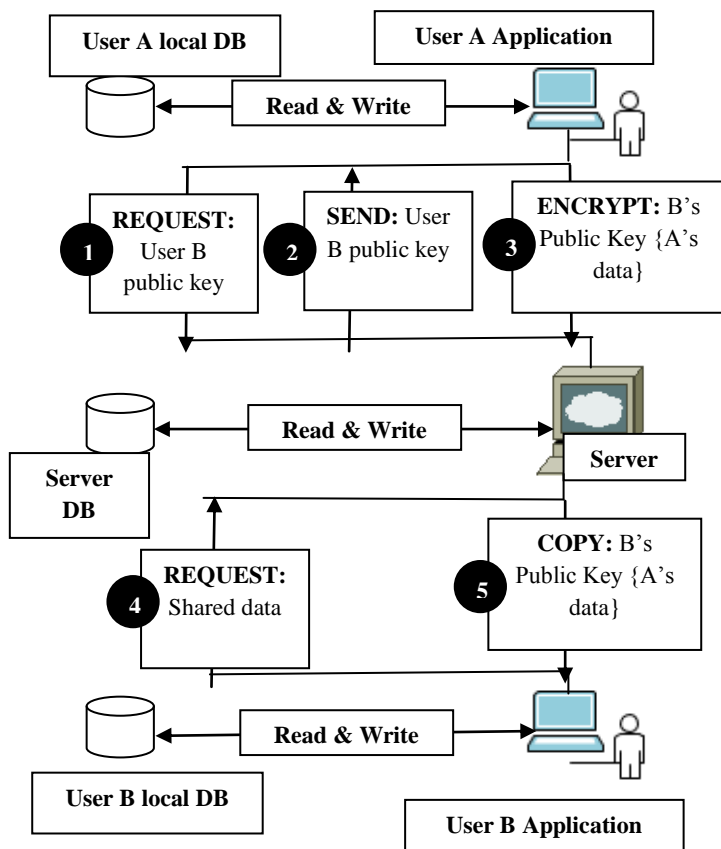 User A local DB
User A Application
Read & Write
1
REQUEST:
User B
public key
2
SEND: User
B public key
3
ENCRYPT: B’s
Public Key {A’s
data}
Read & Write
Server
DB
Server
4
REQUEST:
Shared data
5
COPY: B’s
Public Key {A’s
data}
Read & Write
User B local DB
User B Application